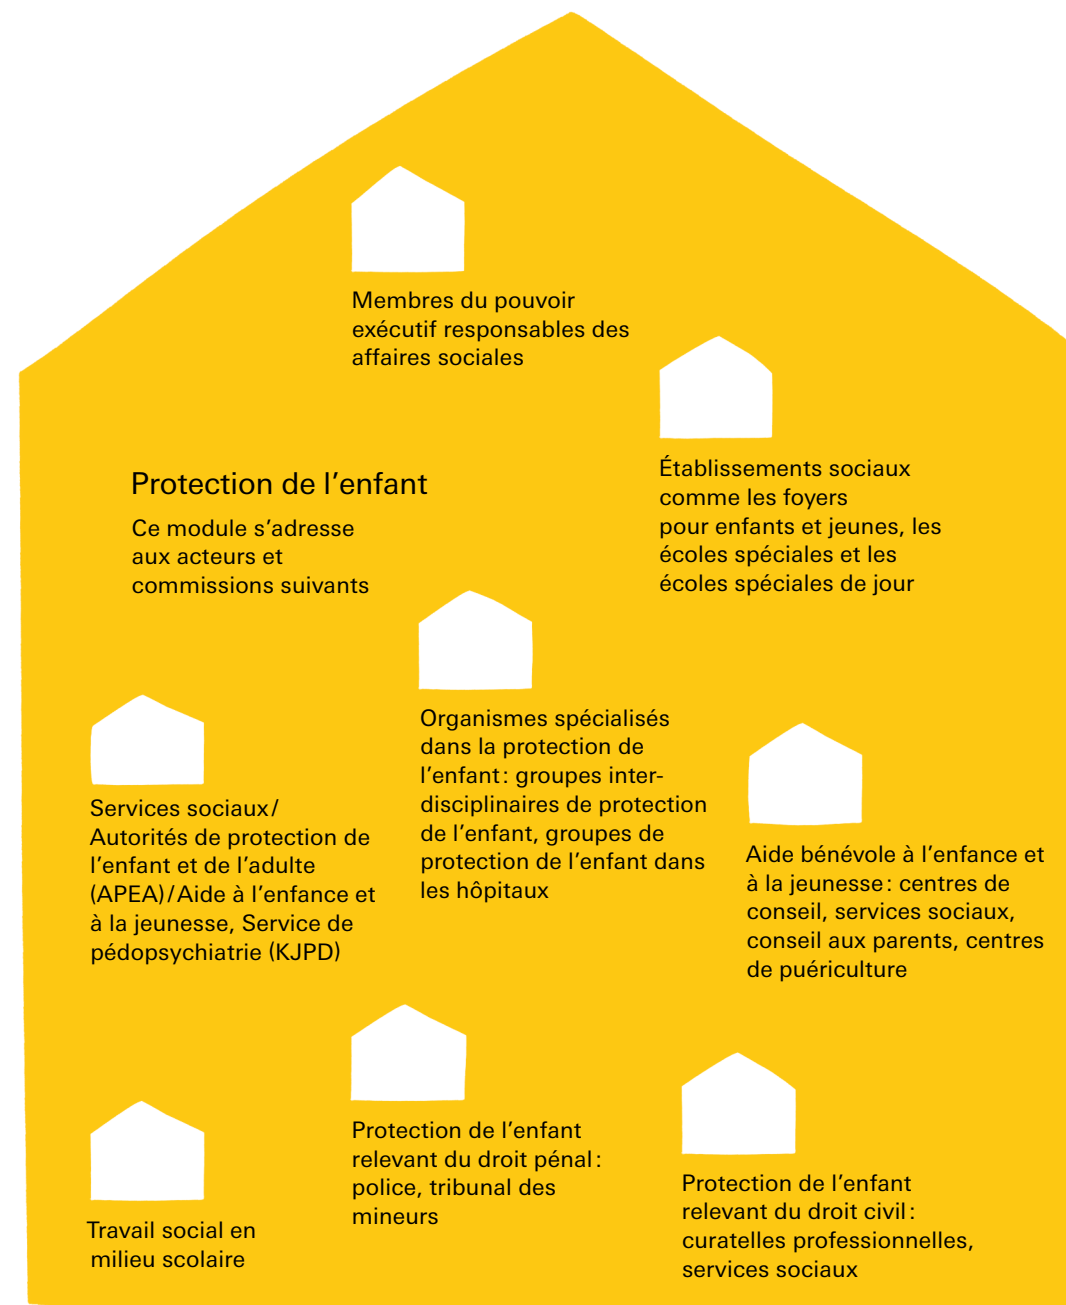 Membres du pouvoir
exécutif responsables des
affaires sociales
Établissements sociaux
comme les foyers
pour enfants et jeunes, les
écoles spéciales et les
écoles spéciales de jour
Protection de l’enfant
Ce module s’adresse
aux acteurs et
commissions suivants
Organismes spécialisés
dans la protection de
l’enfant : groupes inter-
disciplinaires de protection
de l’enfant, groupes de
protection de l’enfant dans
les hôpitaux
Services sociaux /
Autorités de protection de
l’enfant et de l’adulte
(APEA) / Aide à l’enfance et
à la jeunesse, Service de
pédopsychiatrie (KJPD)
Aide bénévole à l’enfance et
à la jeunesse : centres de
conseil, services sociaux,
conseil aux parents, centres
de puériculture
Protection de l’enfant
relevant du droit pénal :
police, tribunal des
mineurs
Protection de l’enfant
relevant du droit civil :
curatelles professionnelles,
services sociaux
Travail social en
milieu scolaire